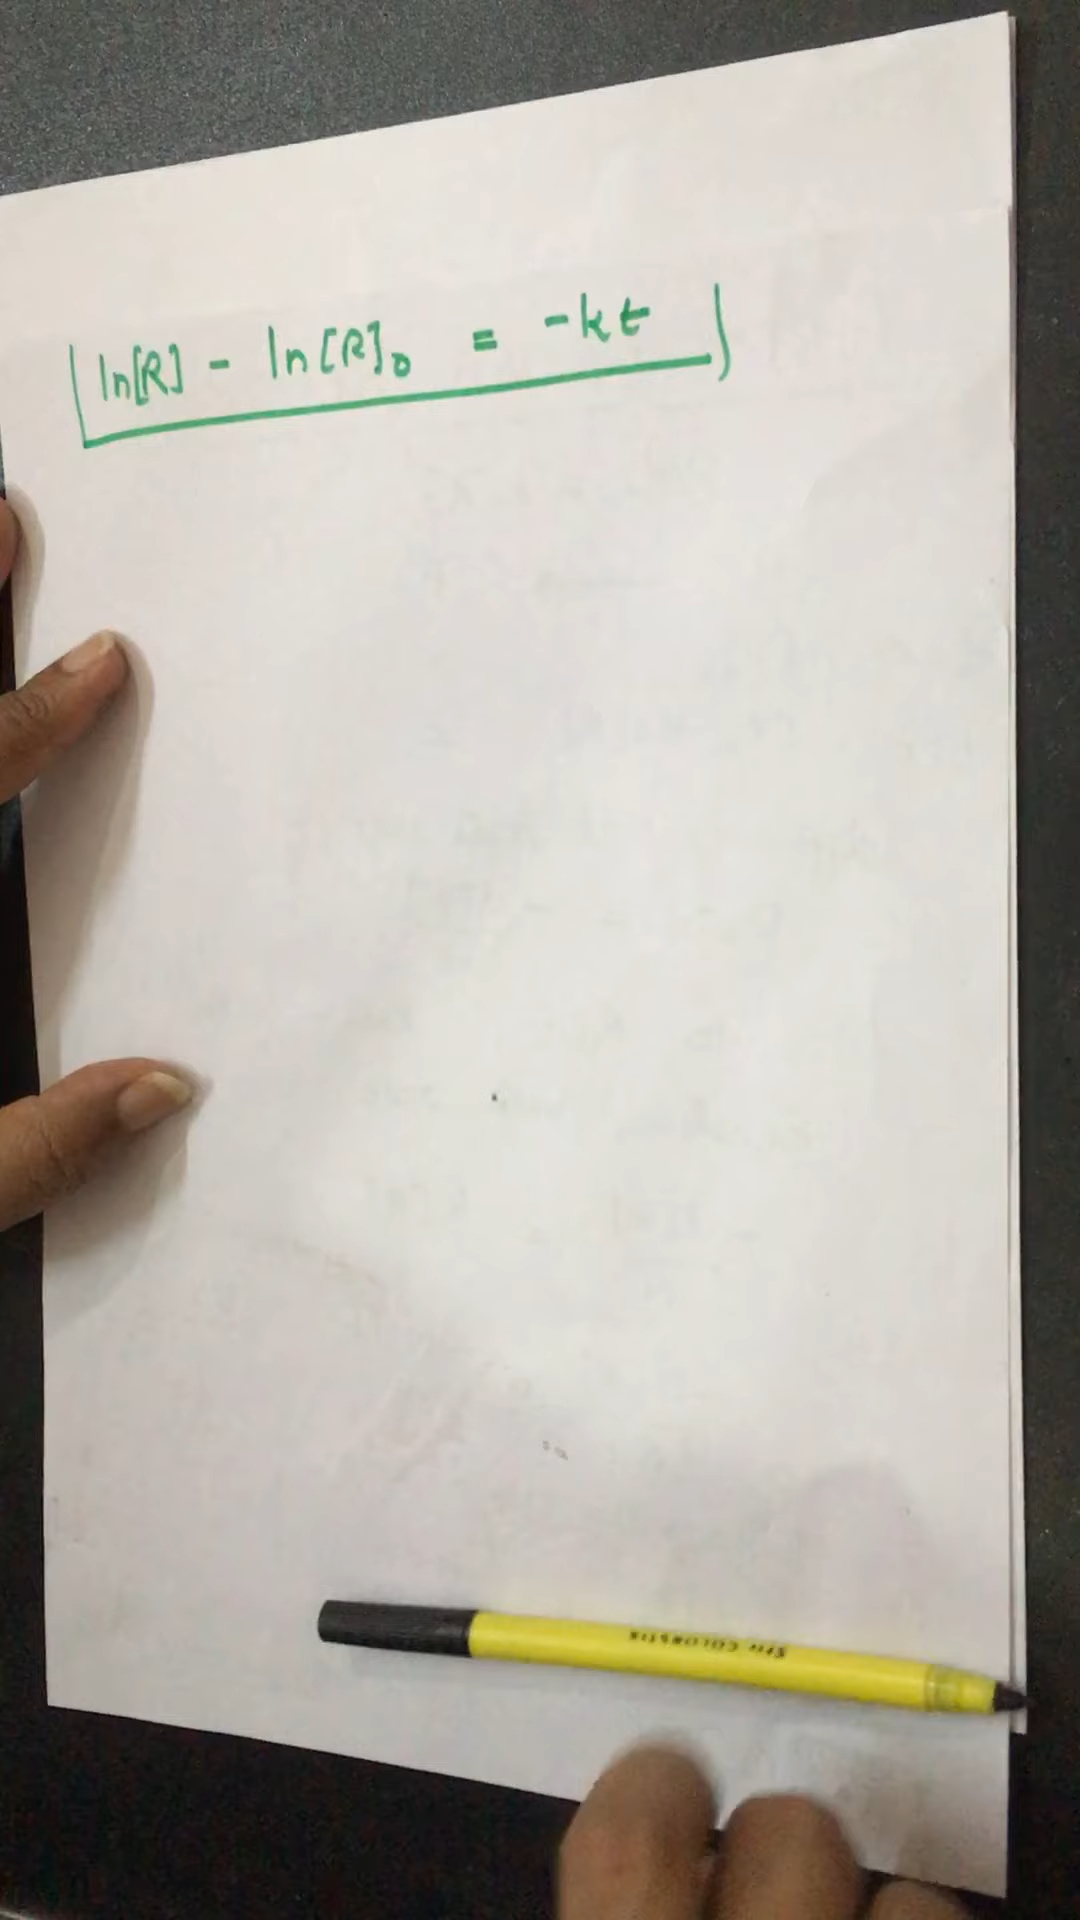 ln[R] - ln[R]₀ = -kt